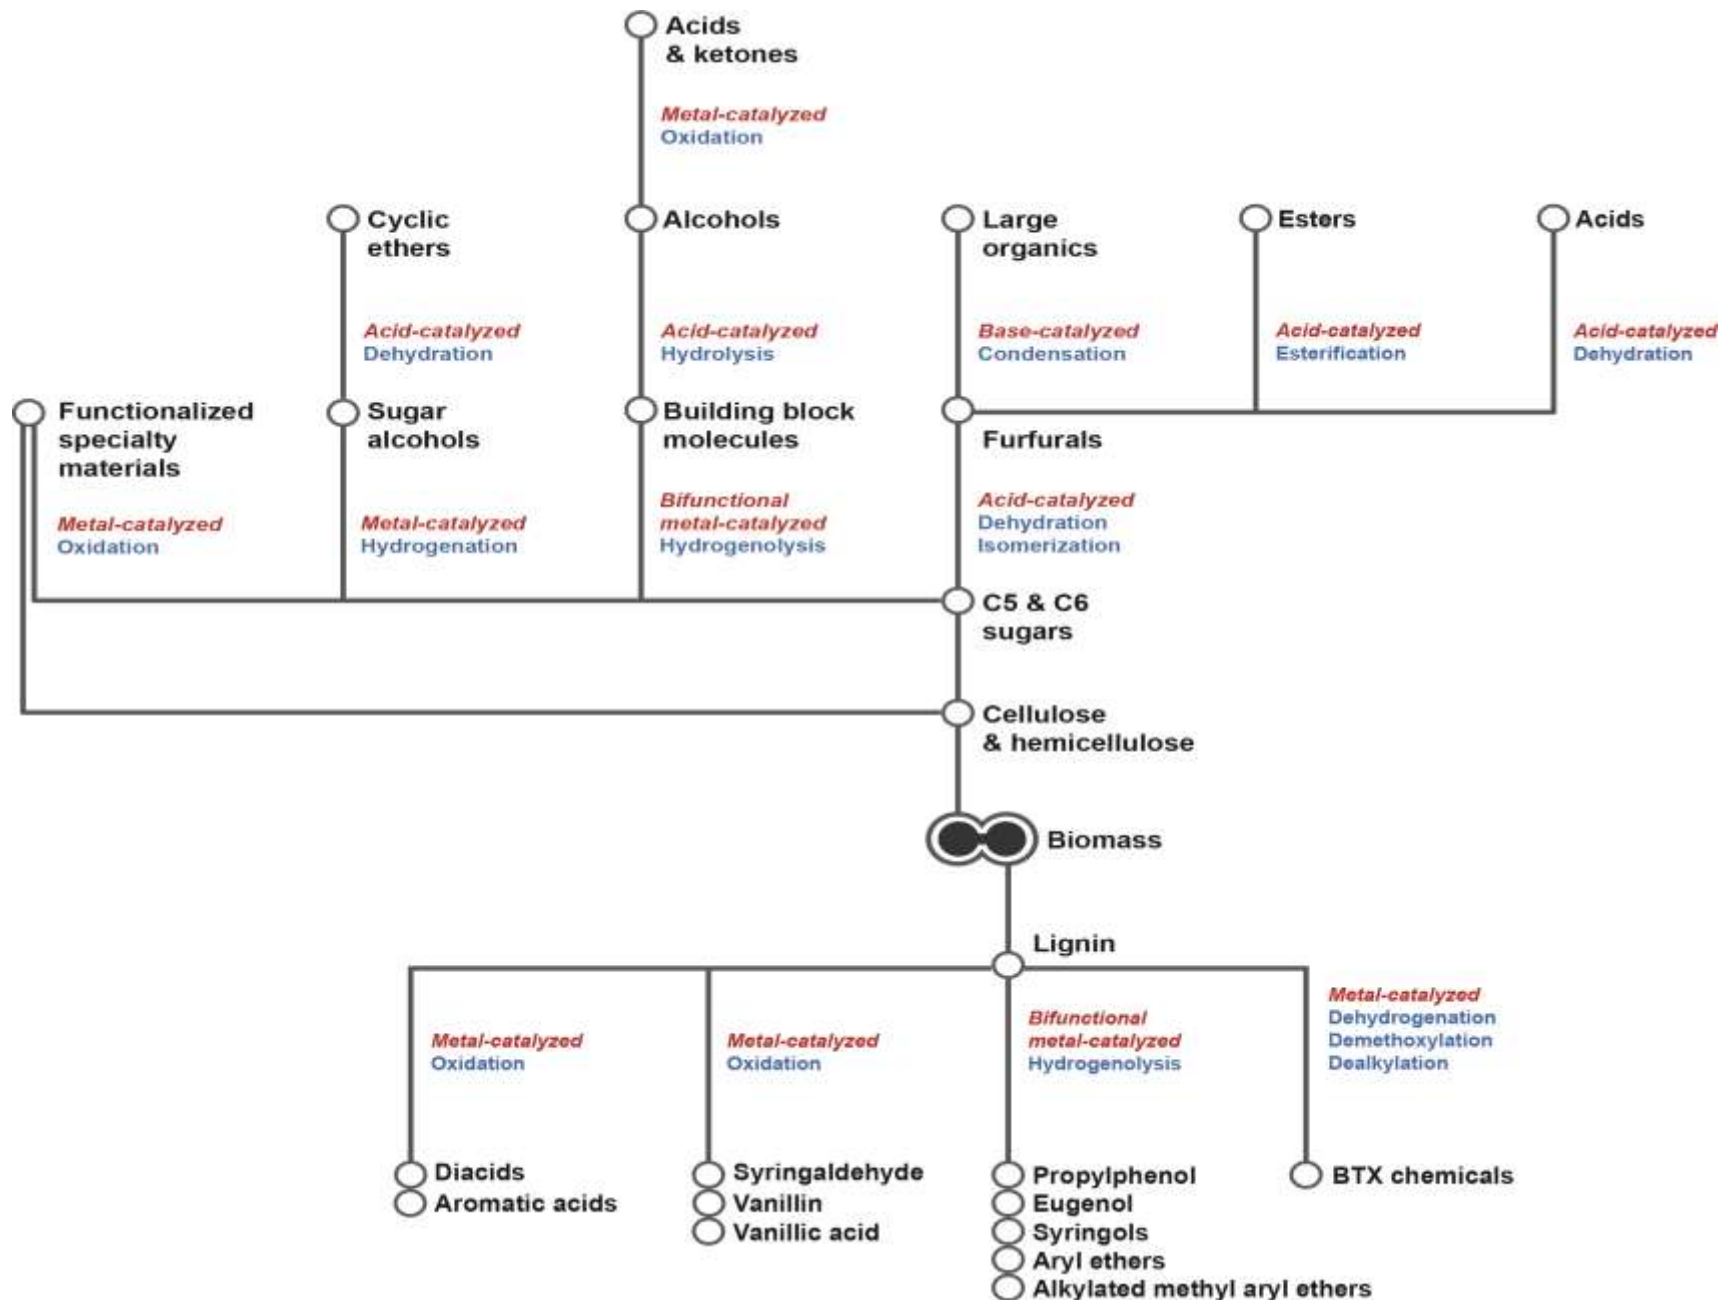 Acids
& ketones
Metal-catalyzed
Oxidation
Cyclic
ethers
Alcohols
Large
organics
Esters
Acids
Acid-catalyzed
Dehydration
Acid-catalyzed
Hydrolysis
Base-catalyzed
Condensation
Acid-catalyzed
Esterification
Acid-catalyzed
Dehydration
Functionalized
specialty
materials
Sugar
alcohols
Building block
molecules
Furfurals
Metal-catalyzed
Oxidation
Metal-catalyzed
Hydrogenation
Bifunctional
metal-catalyzed
Hydrogenolysis
Acid-catalyzed
Dehydration
Isomerization
C5 & C6
sugars
Cellulose
& hemicellulose
Biomass
Lignin
Metal-catalyzed
Oxidation
Metal-catalyzed
Oxidation
Bifunctional
metal-catalyzed
Hydrogenolysis
Metal-catalyzed
Dehydrogenation
Demethoxylation
Dealkylation
Diacids
Aromatic acids
Syringaldehyde
Vanillin
Vanillic acid
Propylphenol
Eugenol
Syringols
Aryl ethers
Alkylated methyl aryl ethers
BTX chemicals